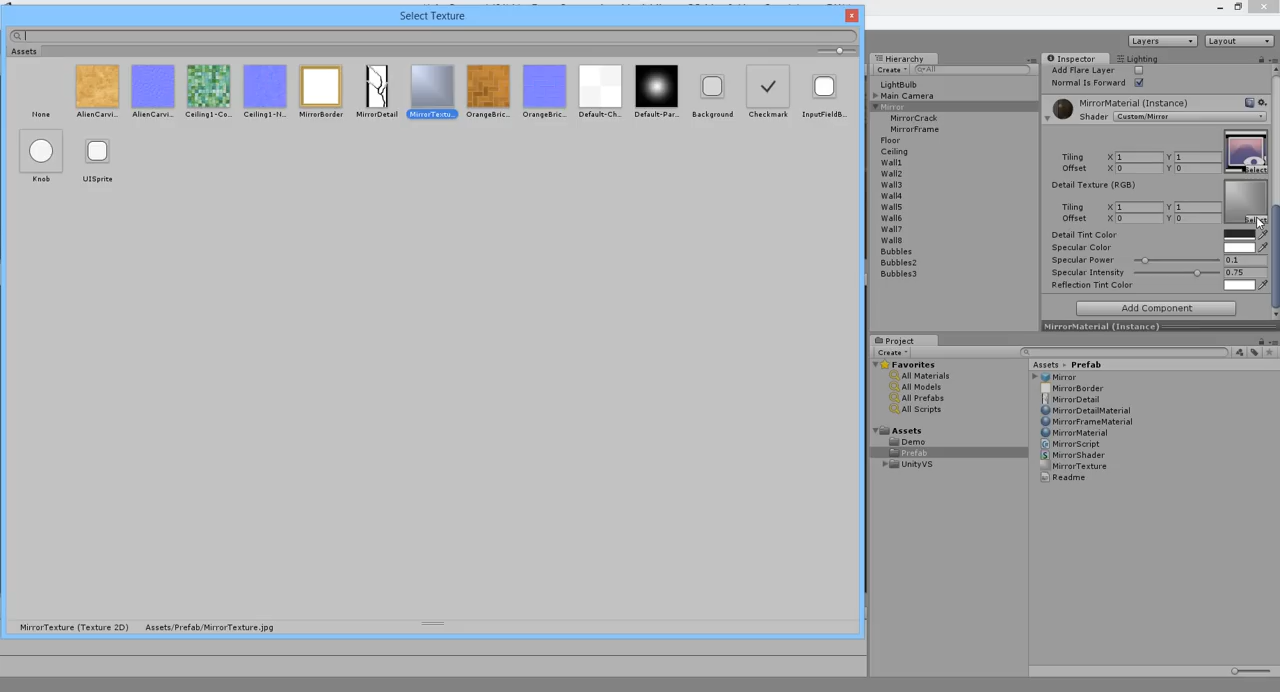 Select Texture
Assets
None
AlienCarvi...
AlienCarvi...
Ceiling1-Co...
Ceiling1-N...
MirrorBorder
MirrorDetail
MirrorTextu...
OrangeBric...
OrangeBric...
Default-Ch...
Default-Par...
Background
Checkmark
InputFieldB...
Knob
UISprite
MirrorTexture (Texture 2D) Assets/Prefab/MirrorTexture.jpg
Layers Layout
Hierarchy
Create All
LightBulb
Main Camera
Mirror
MirrorCrack
MirrorFrame
Floor
Ceiling
Wall1
Wall2
Wall3
Wall4
Wall5
Wall6
Wall7
Wall8
Bubbles
Bubbles2
Bubbles3
Inspector Lighting
Add Flare Layer
Normal Is Forward
MirrorMaterial (Instance)
Shader Custom/Mirror
Tiling X 1 Y 1
Offset X 0 Y 0
Select
Detail Texture (RGB)
Tiling X 1 Y 1
Offset X 0 Y 0
Select
Detail Tint Color
Specular Color
Specular Power 0.1
Specular Intensity 0.75
Reflection Tint Color
Add Component
MirrorMaterial (Instance)
Project
Create
Favorites
All Materials
All Models
All Prefabs
All Scripts
Assets
Demo
Prefab
UnityVS
Assets Prefab
Mirror
MirrorBorder
MirrorDetail
MirrorDetailMaterial
MirrorFrameMaterial
MirrorMaterial
MirrorScript
MirrorShader
MirrorTexture
Readme